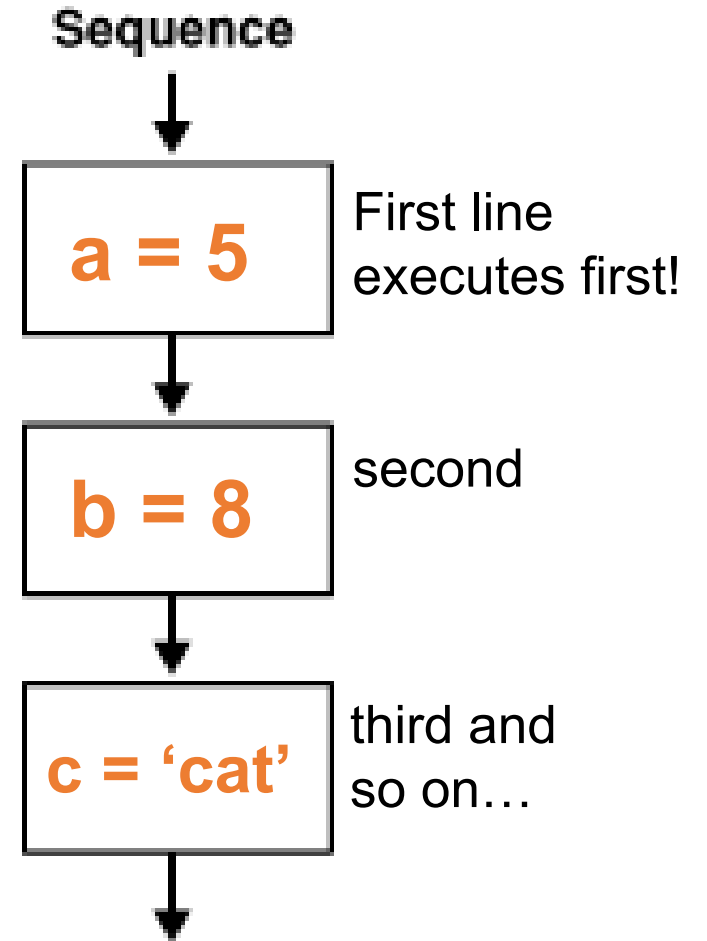 Sequence
a = 5
First line
executes first!
b = 8
second
c = ‘cat’
third and
so on…